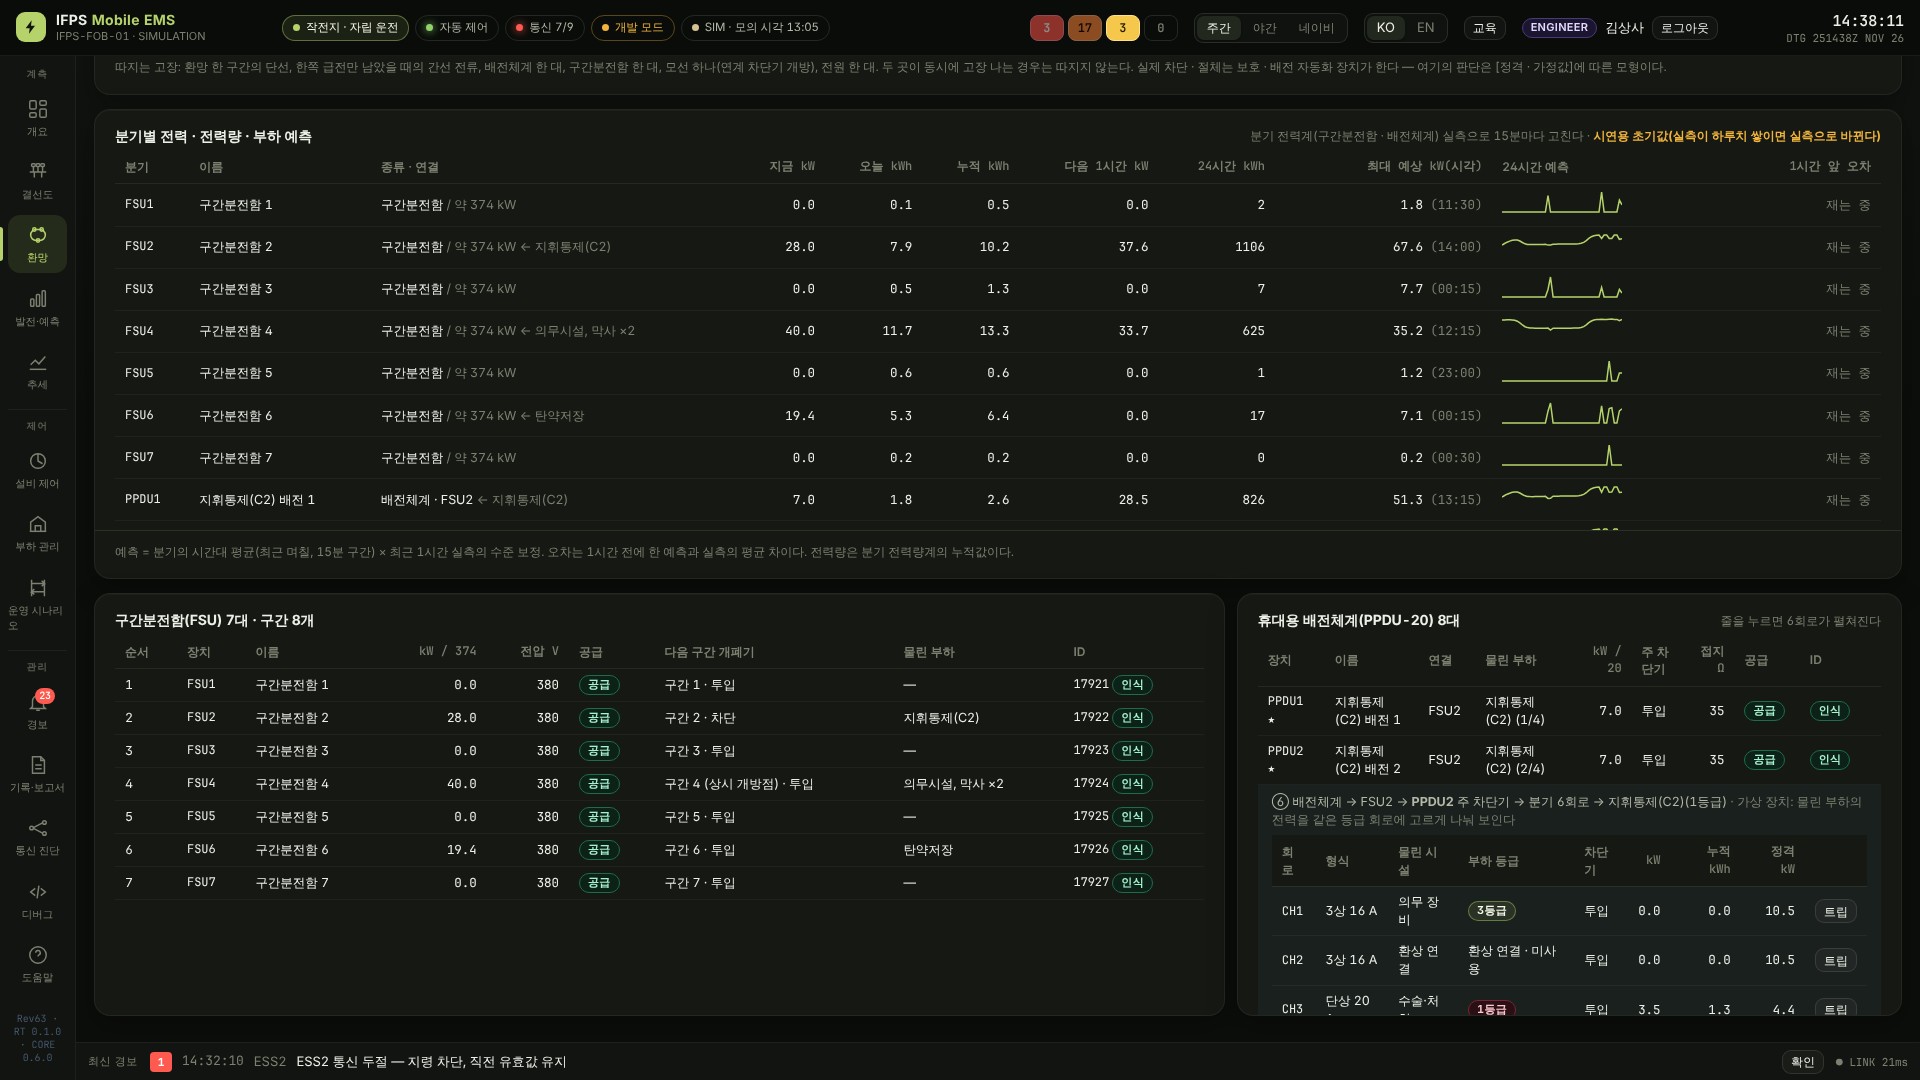 IFPS Mobile EMS
IFPS-FOB-01 · SIMULATION
작전지 · 자립 운전
자동 제어
통신 7/9
개발 모드
SIM · 모의 시각 13:05
3 17 3 0
주간 야간 네이비
KO EN
교육
ENGINEER 김상사 로그아웃
14:38:11
DTG 251438Z NOV 26
계측
개요
결선도
환망
발전·예측
추세
제어
설비 제어
부하 관리
운영 시나리오
관리
23
경보
기록·보고서
통신 진단
디버그
도움말
Rev63 ·
RT 0.1.0
· CORE
0.6.0
따지는 고장: 환망 한 구간의 단선, 한쪽 급전만 남았을 때의 간선 전류, 배전체계 한 대, 구간분전함 한 대, 모선 하나(연계 차단기 개방), 전원 한 대. 두 곳이 동시에 고장 나는 경우는 따지지 않는다. 실제 차단 · 절체는 보호 · 배전 자동화 장치가 한다 — 여기의 판단은 [정격 · 가정값]에 따른 모형이다.
분기별 전력 · 전력량 · 부하 예측
분기 전력계(구간분전함 · 배전체계) 실측으로 15분마다 고친다 · 시연용 초기값(실측이 하루치 쌓이면 실측으로 바뀐다)
분기 이름 종류 · 연결 지금 kW 오늘 kWh 누적 kWh 다음 1시간 kW 24시간 kWh 최대 예상 kW(시각) 24시간 예측 1시간 앞 오차
FSU1 구간분전함 1 구간분전함 / 약 374 kW 0.0 0.1 0.5 0.0 2 1.8 (11:30) 재는 중
FSU2 구간분전함 2 구간분전함 / 약 374 kW ← 지휘통제(C2) 28.0 7.9 10.2 37.6 1106 67.6 (14:00) 재는 중
FSU3 구간분전함 3 구간분전함 / 약 374 kW 0.0 0.5 1.3 0.0 7 7.7 (00:15) 재는 중
FSU4 구간분전함 4 구간분전함 / 약 374 kW ← 의무시설, 막사 ×2 40.0 11.7 13.3 33.7 625 35.2 (12:15) 재는 중
FSU5 구간분전함 5 구간분전함 / 약 374 kW 0.0 0.6 0.6 0.0 1 1.2 (23:00) 재는 중
FSU6 구간분전함 6 구간분전함 / 약 374 kW ← 탄약저장 19.4 5.3 6.4 0.0 17 7.1 (00:15) 재는 중
FSU7 구간분전함 7 구간분전함 / 약 374 kW 0.0 0.2 0.2 0.0 0 0.2 (00:30) 재는 중
PPDU1 지휘통제(C2) 배전 1 배전체계 · FSU2 ← 지휘통제(C2) 7.0 1.8 2.6 28.5 826 51.3 (13:15) 재는 중
예측 = 분기의 시간대 평균(최근 며칠, 15분 구간) × 최근 1시간 실측의 수준 보정. 오차는 1시간 전에 한 예측과 실측의 평균 차이다. 전력량은 분기 전력량계의 누적값이다.
구간분전함(FSU) 7대 · 구간 8개
순서 장치 이름 kW / 374 전압 V 공급 다음 구간 개폐기 물린 부하 ID
1 FSU1 구간분전함 1 0.0 380 공급 구간 1 · 투입 — 17921 인식
2 FSU2 구간분전함 2 28.0 380 공급 구간 2 · 차단 지휘통제(C2) 17922 인식
3 FSU3 구간분전함 3 0.0 380 공급 구간 3 · 투입 — 17923 인식
4 FSU4 구간분전함 4 40.0 380 공급 구간 4 (상시 개방점) · 투입 의무시설, 막사 ×2 17924 인식
5 FSU5 구간분전함 5 0.0 380 공급 구간 5 · 투입 — 17925 인식
6 FSU6 구간분전함 6 19.4 380 공급 구간 6 · 투입 탄약저장 17926 인식
7 FSU7 구간분전함 7 0.0 380 공급 구간 7 · 투입 — 17927 인식
휴대용 배전체계(PPDU-20) 8대
줄을 누르면 6회로가 펼쳐진다
장치 이름 연결 물린 부하 kW / 20 주 차단기 접지 Ω 공급 ID
PPDU1 ★ 지휘통제(C2) 배전 1 FSU2 지휘통제(C2) (1/4) 7.0 투입 35 공급 인식
PPDU2 ★ 지휘통제(C2) 배전 2 FSU2 지휘통제(C2) (2/4) 7.0 투입 35 공급 인식
⑥ 배전체계 → FSU2 → PPDU2 주 차단기 → 분기 6회로 → 지휘통제(C2)(1등급) · 가상 장치: 물린 부하의
전력을 같은 등급 회로에 고르게 나눠 보인다
회로 형식 물린 시설 부하 등급 차단기 kW 누적 kWh 정격 kW
CH1 3상 16 A 의무 장비 3등급 투입 0.0 0.0 10.5 트립
CH2 3상 16 A 환상 연결 환상 연결 · 미사용 투입 0.0 0.0 10.5 트립
CH3 단상 20 수술·처 1등급 투입 3.5 1.3 4.4 트립
최신 경보 1 14:32:10 ESS2 ESS2 통신 두절 — 지령 차단, 직전 유효값 유지
확인
LINK 21ms